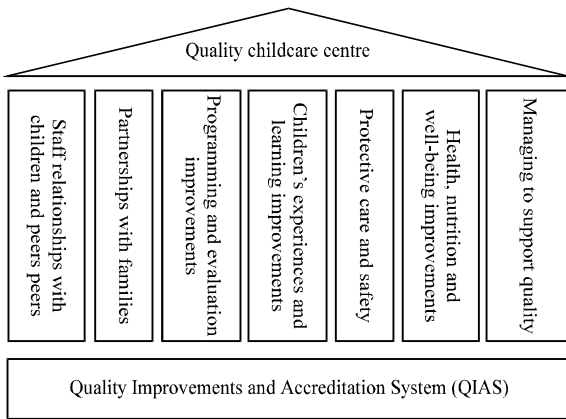 Quality childcare centre
Staff relationships with
children and peers peers
Partnerships with families
Programming and evaluation
improvements
Children's experiences and
learning improvements
Protective care and safety
Health, nutrition and
well-being improvements
Managing to support quality
Quality Improvements and Accreditation System (QIAS)